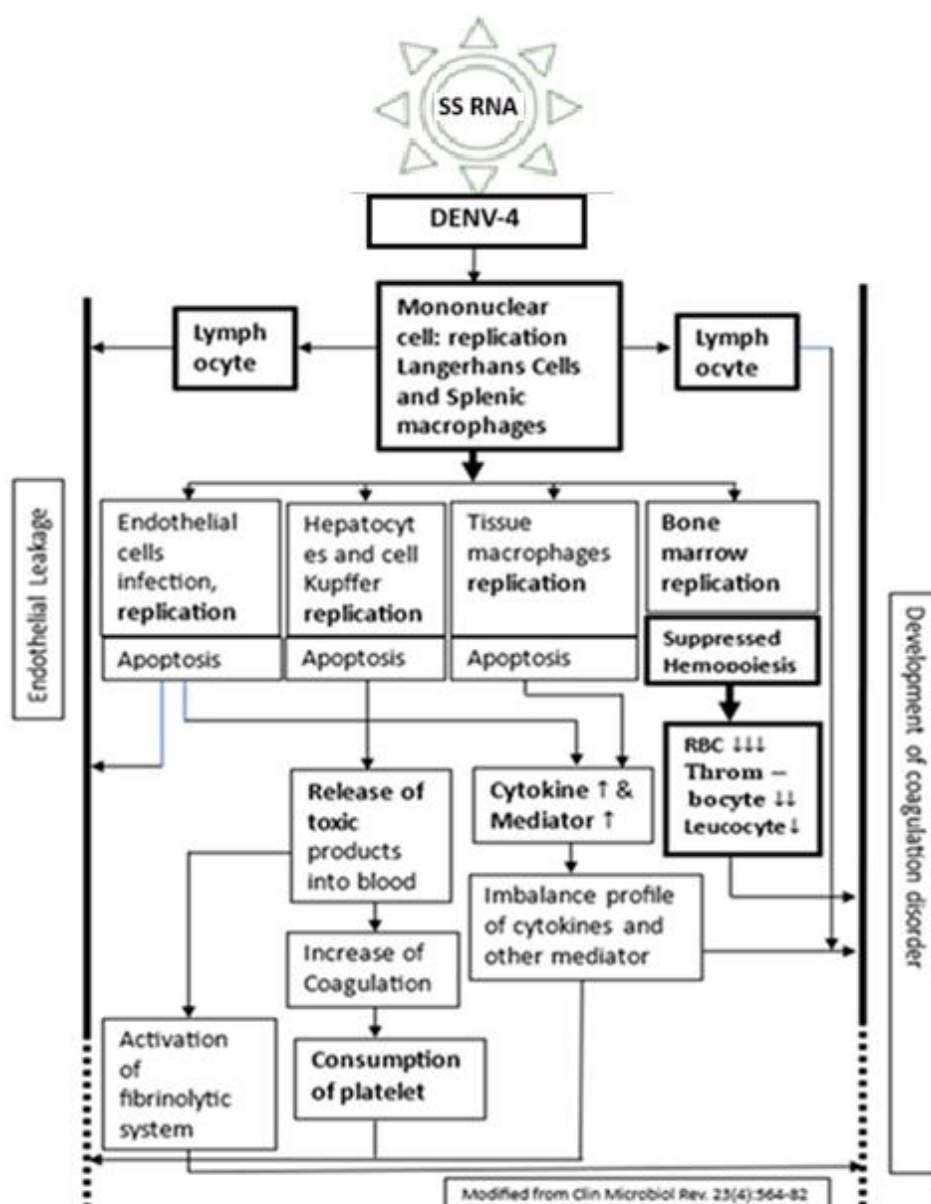 SS RNA
DENV-4
Mononuclear
cell: replication
Langerhans Cells
and Splenic
macrophages
Lymph
ocyte
Lymph
ocyte
Endothelial Leakage
Endothelial
cells
infection,
replication
Apoptosis
Hepatocyt
es and cell
Kupffer
replication
Apoptosis
Tissue
macrophages
replication
Apoptosis
Bone
marrow
replication
Suppressed
Hemopoiesis
RBC ↓↓↓
Throm –
bocyte ↓↓
Leucocyte↓
Release of
toxic
products
into blood
Cytokine ↑ &
Mediator ↑
Imbalance profile
of cytokines and
other mediator
Increase of
Coagulation
Consumption
of platelet
Activation
of
fibrinolytic
system
Development of coagulation disorder
Modified from Clin Microbiol Rev. 23(4):564-82